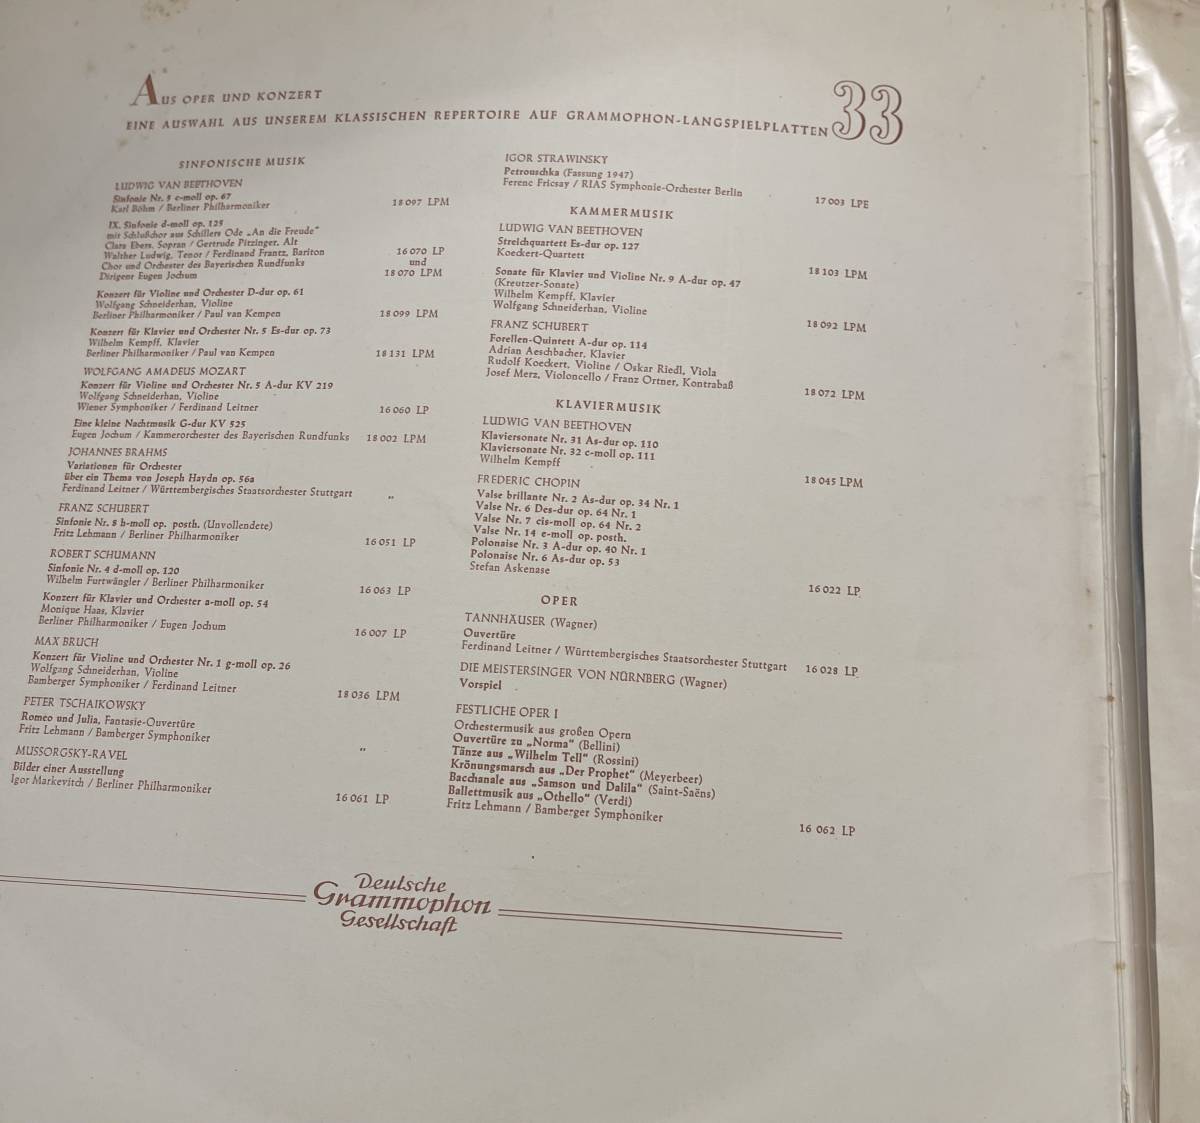 AUS OPER UND KONZERT
EINE AUSWAHL AUS UNSEREM KLASSISCHEN REPERTOIRE AUF GRAMMOPHON-LANGSPIELPLATTEN 33
SINFONISCHE MUSIK
LUDWIG VAN BEETHOVEN
Sinfonie Nr. 5 c-moll op. 67
Karl Böhm / Berliner Philharmoniker 18 097 LPM
IX. Sinfonie d-moll op. 125
mit Schlußchor aus Schillers Ode „An die Freude"
Clara Ebers, Sopran / Gertrude Pitzinger, Alt
Walther Ludwig, Tenor / Ferdinand Frantz, Bariton 16 070 LP
Chor und Orchester des Bayerischen Rundfunks und
Dirigent Eugen Jochum 18 070 LPM
Konzert für Violine und Orchester D-dur op. 61
Wolfgang Schneiderhan, Violine
Berliner Philharmoniker / Paul van Kempen 18 099 LPM
Konzert für Klavier und Orchester Nr. 5 Es-dur op. 73
Wilhelm Kempff, Klavier
Berliner Philharmoniker / Paul van Kempen 18 131 LPM
WOLFGANG AMADEUS MOZART
Konzert für Violine und Orchester Nr. 5 A-dur KV 219
Wolfgang Schneiderhan, Violine
Wiener Symphoniker / Ferdinand Leitner 16 060 LP
Eine kleine Nachtmusik G-dur KV 525
Eugen Jochum / Kammerorchester des Bayerischen Rundfunks 18 002 LPM
JOHANNES BRAHMS
Variationen für Orchester
über ein Thema von Joseph Haydn op. 56a
Ferdinand Leitner / Württembergisches Staatsorchester Stuttgart „
FRANZ SCHUBERT
Sinfonie Nr. 8 h-moll op. posth. (Unvollendete)
Fritz Lehmann / Berliner Philharmoniker 16 051 LP
ROBERT SCHUMANN
Sinfonie Nr. 4 d-moll op. 120
Wilhelm Furtwängler / Berliner Philharmoniker 16 063 LP
Konzert für Klavier und Orchester a-moll op. 54
Monique Haas, Klavier
Berliner Philharmoniker / Eugen Jochum 16 007 LP
MAX BRUCH
Konzert für Violine und Orchester Nr. 1 g-moll op. 26
Wolfgang Schneiderhan, Violine
Bamberger Symphoniker / Ferdinand Leitner 18 036 LPM
PETER TSCHAIKOWSKY
Romeo und Julia, Fantasie-Ouvertüre
Fritz Lehmann / Bamberger Symphoniker „
MUSSORGSKY-RAVEL
Bilder einer Ausstellung
Igor Markevitch / Berliner Philharmoniker 16 061 LP
IGOR STRAWINSKY
Petrouschka (Fassung 1947)
Ferenc Fricsay / RIAS Symphonie-Orchester Berlin 17 003 LPE
KAMMERMUSIK
LUDWIG VAN BEETHOVEN
Streichquartett Es-dur op. 127
Koeckert-Quartett 18 103 LPM
Sonate für Klavier und Violine Nr. 9 A-dur op. 47
(Kreutzer-Sonate)
Wilhelm Kempff, Klavier
Wolfgang Schneiderhan, Violine 18 092 LPM
FRANZ SCHUBERT
Forellen-Quintett A-dur op. 114
Adrian Aeschbacher, Klavier
Rudolf Koeckert, Violine / Oskar Riedl, Viola
Josef Merz, Violoncello / Franz Ortner, Kontrabaß 18 072 LPM
KLAVIERMUSIK
LUDWIG VAN BEETHOVEN
Klaviersonate Nr. 31 As-dur op. 110
Klaviersonate Nr. 32 c-moll op. 111
Wilhelm Kempff 18 045 LPM
FREDERIC CHOPIN
Valse brillante Nr. 2 As-dur op. 34 Nr. 1
Valse Nr. 6 Des-dur op. 64 Nr. 1
Valse Nr. 7 cis-moll op. 64 Nr. 2
Valse Nr. 14 e-moll op. posth.
Polonaise Nr. 3 A-dur op. 40 Nr. 1
Polonaise Nr. 6 As-dur op. 53
Stefan Askenase 16 022 LP
OPER
TANNHÄUSER (Wagner)
Ouvertüre
Ferdinand Leitner / Württembergisches Staatsorchester Stuttgart 16 028 LP
DIE MEISTERSINGER VON NÜRNBERG (Wagner)
Vorspiel
FESTLICHE OPER I
Orchestermusik aus großen Opern
Ouvertüre zu „Norma" (Bellini)
Tänze aus „Wilhelm Tell" (Rossini)
Krönungsmarsch aus „Der Prophet" (Meyerbeer)
Bacchanale aus „Samson und Dalila" (Saint-Saëns)
Ballettmusik aus „Othello" (Verdi)
Fritz Lehmann / Bamberger Symphoniker 16 062 LP
Deutsche
Grammophon
Gesellschaft